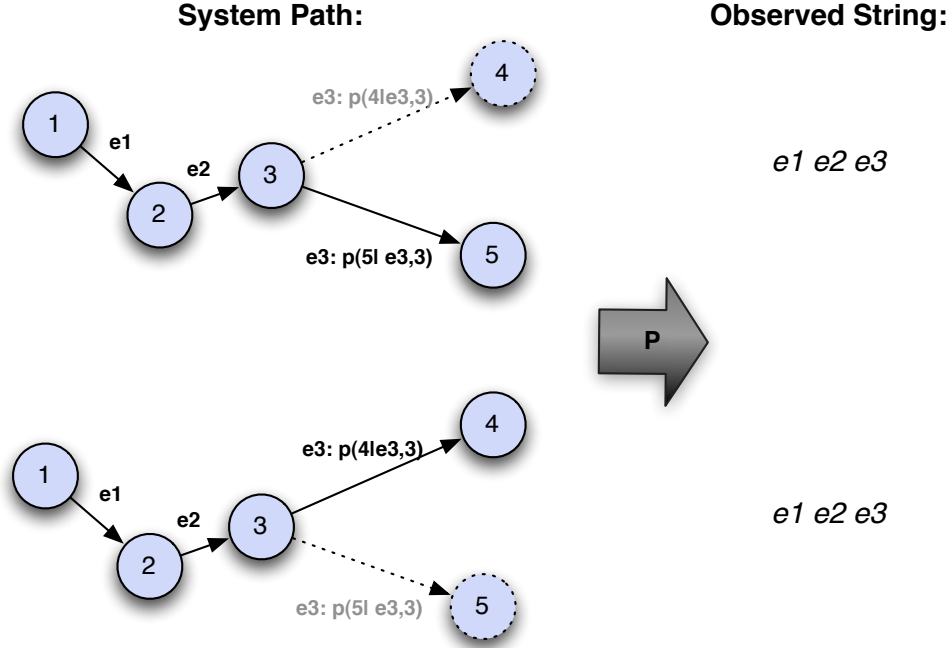 System Path:
Observed String:
4
e3: p(4le3,3)
1
e1
e2
3
e1 e2 e3
2
e3: p(5l e3,3)
5
P
4
e3: p(4le3,3)
1
e1
e2
3
e1 e2 e3
2
e3: p(5l e3,3)
5